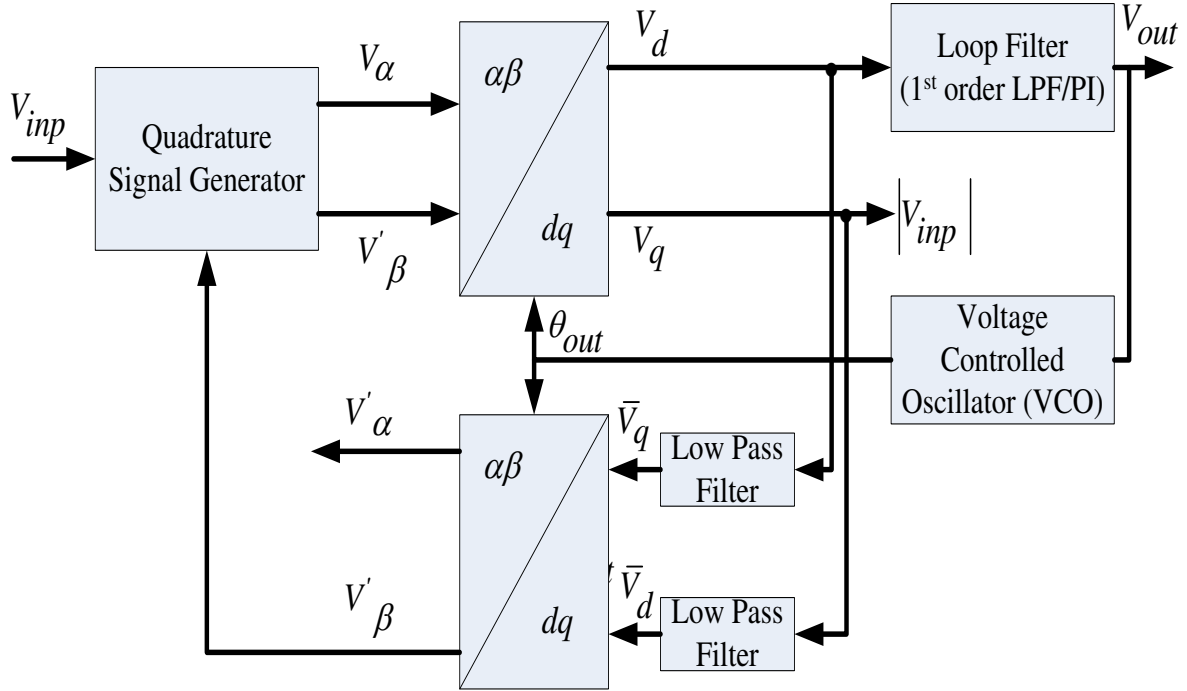 V_inp
Quadrature
Signal Generator
V_α
V'_β
αβ
dq
V_d
V_q
Loop Filter
(1st order LPF/PI)
V_out
|V_inp|
Voltage
Controlled
Oscillator (VCO)
θ_out
V'_α
V'_β
αβ
dq
V̄_q
Low Pass
Filter
t
V̄_d
Low Pass
Filter